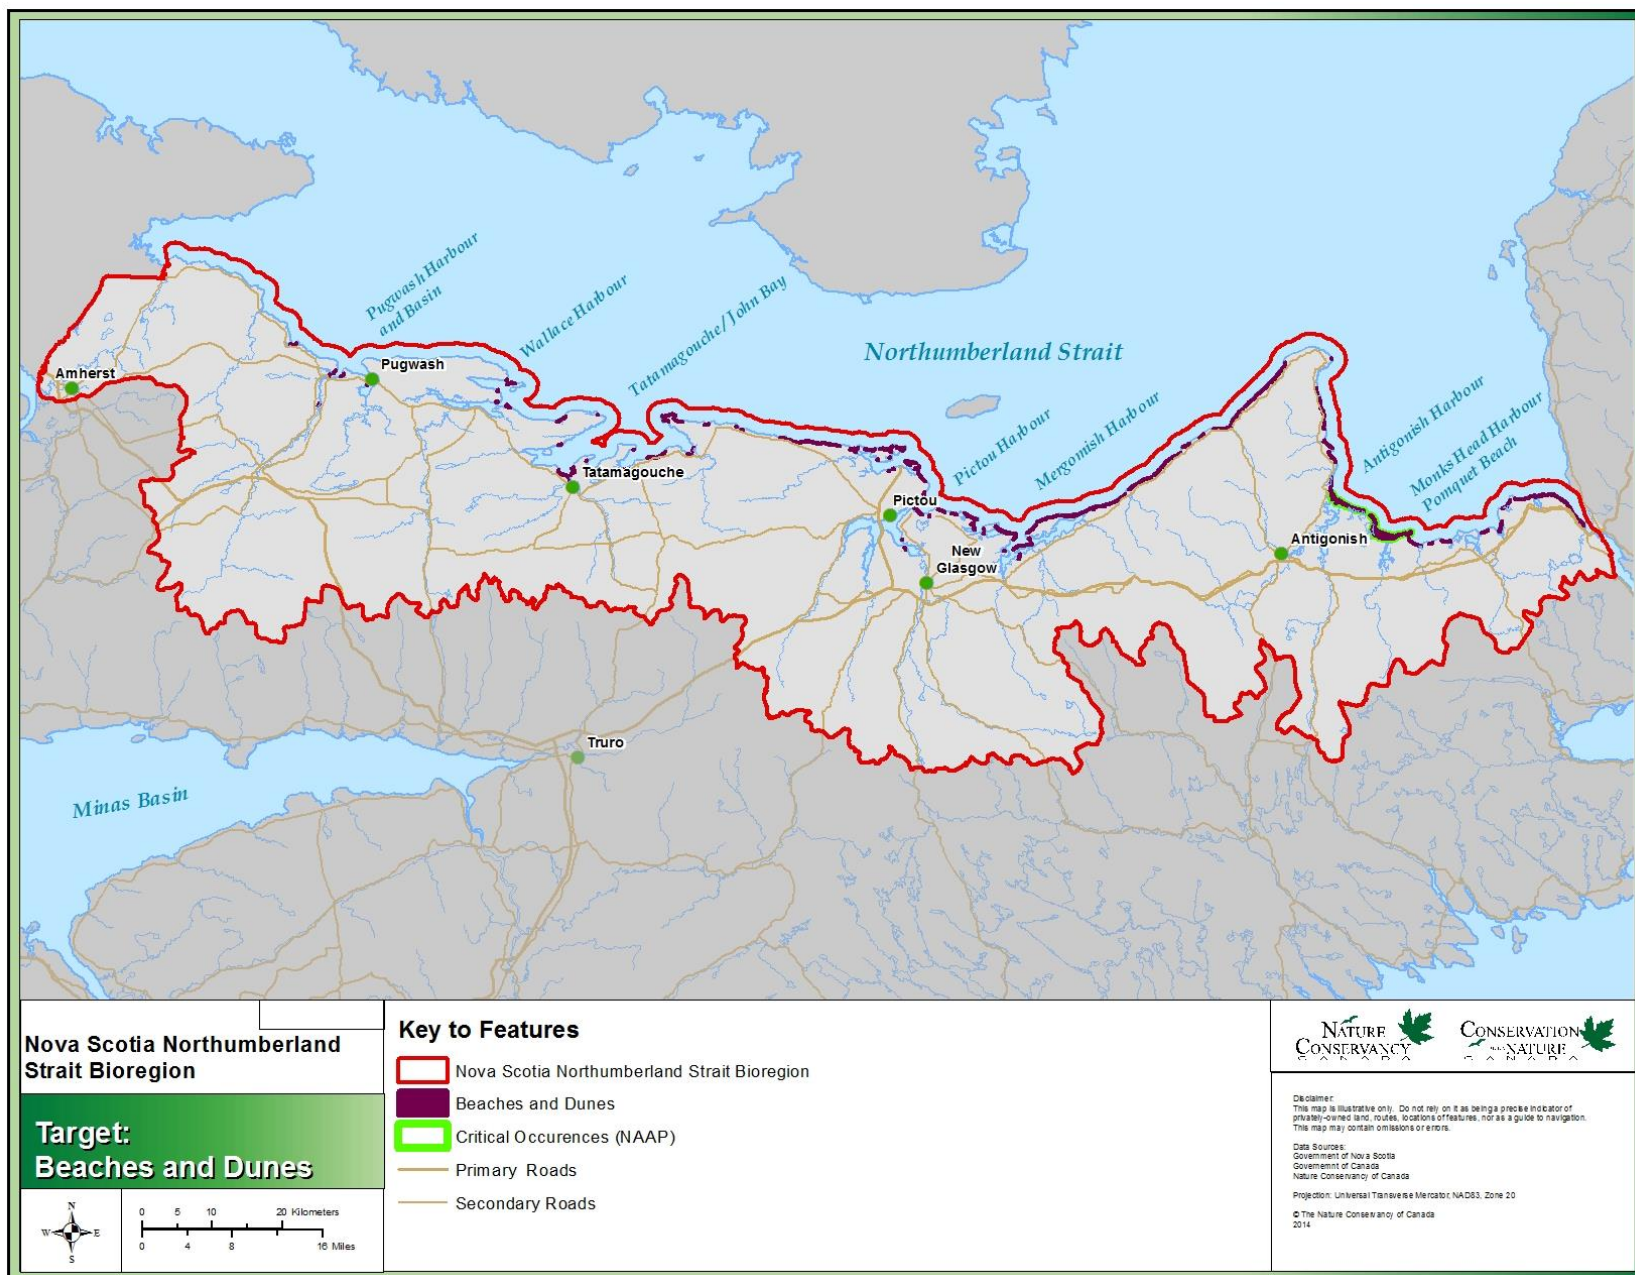 Pugwash Harbour
and Basin
Wallace Harbour
Tatamagouche/John Bay
Northumberland Strait
Pictou Harbour
Mergomish Harbour
Antigonish Harbour
Monks Head Harbour
Pomquet Beach
Amherst
Pugwash
Tatamagouche
Pictou
New
Glasgow
Antigonish
Truro
Minas Basin
Nova Scotia Northumberland
Strait Bioregion
Target:
Beaches and Dunes
N
W
E
S
0 5 10 20 Kilometers
0 4 8 16 Miles
Key to Features
Nova Scotia Northumberland Strait Bioregion
Beaches and Dunes
Critical Occurences (NAAP)
Primary Roads
Secondary Roads
NATURE
CONSERVANCY
CANADA
CONSERVATION
DE LA NATURE
CANADA
Disclaimer:
This map is illustrative only. Do not rely on it as being a precise indicator of
privately-owned land, routes, locations of features, nor as a guide to navigation.
This map may contain omissions or errors.
Data Sources:
Government of Nova Scotia
Governemnt of Canada
Nature Conservancy of Canada
Projection: Universal Transverse Mercator, NAD83, Zone 20
© The Nature Conservancy of Canada
2014